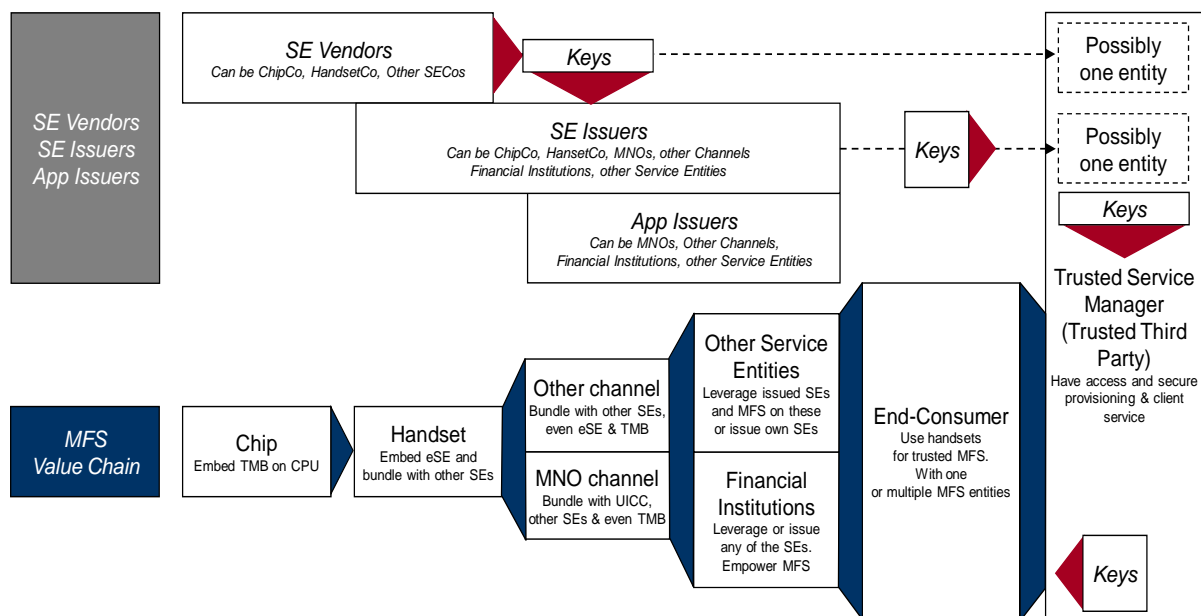 SE Vendors
SE Issuers
App Issuers
SE Vendors
Can be ChipCo, HandsetCo, Other SECos
Keys
Possibly
one entity
SE Issuers
Can be ChipCo, HansetCo, MNOs, other Channels
Financial Institutions, other Service Entities
Keys
Possibly
one entity
App Issuers
Can be MNOs, Other Channels,
Financial Institutions, other Service Entities
Keys
Trusted Service
Manager
(Trusted Third
Party)
Have access and secure
provisioning & client
service
MFS
Value Chain
Chip
Embed TMB on CPU
Handset
Embed eSE and
bundle with other SEs
Other channel
Bundle with other SEs,
even eSE & TMB
MNO channel
Bundle with UICC,
other SEs & even TMB
Other Service
Entities
Leverage issued SEs
and MFS on these
or issue own SEs
Financial
Institutions
Leverage or issue
any of the SEs.
Empower MFS
End-Consumer
Use handsets
for trusted MFS.
With one
or multiple MFS entities
Keys